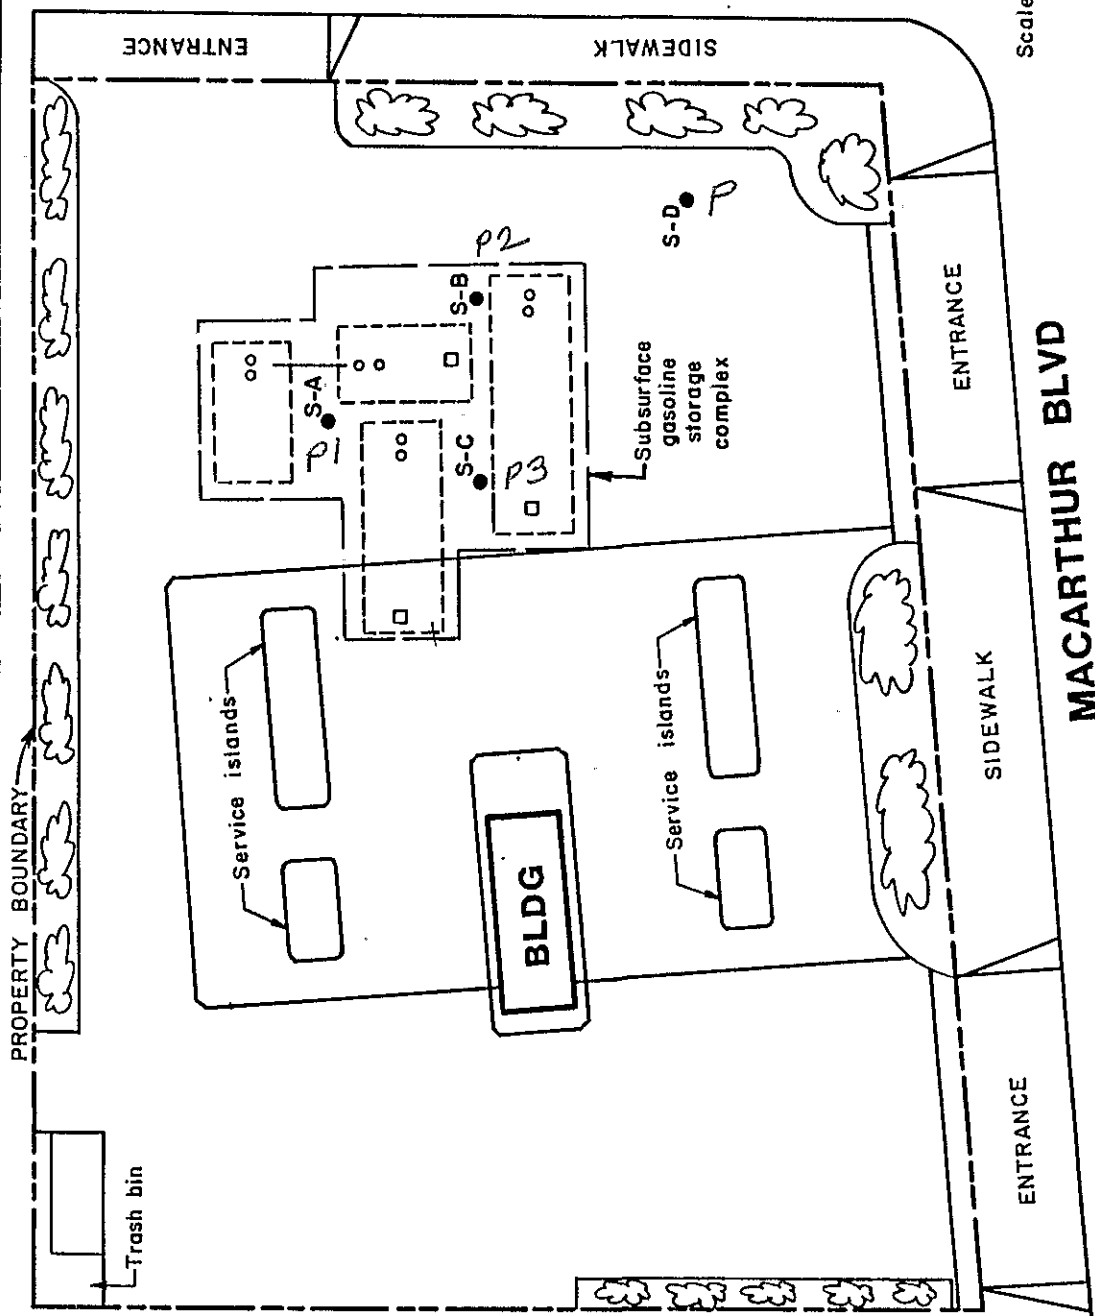 PROPERTY BOUNDARY
ENTRANCE
SIDEWALK
Scale
Trash bin
Service islands
S-A
P1
S-B
P2
S-C
P3
S-D
P
Subsurface
gasoline
storage
complex
BLDG
Service islands
ENTRANCE
SIDEWALK
ENTRANCE
MACARTHUR BLVD